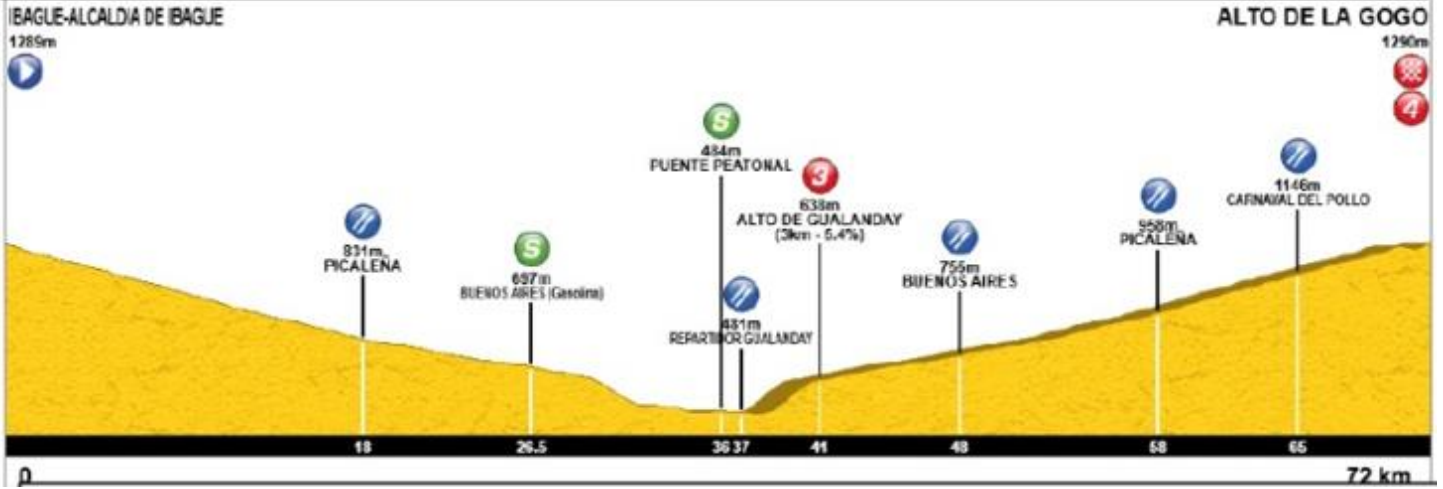 IBAGUE-ALCALDIA DE IBAGUE
1289m
ALTO DE LA GOGO
1290m
4
S
484m
PUENTE PEATONAL
3
638m
ALTO DE GUALANDAY
(3km - 5.4%)
1146m
CARNAVAL DEL POLLO
958m
PICALEÑA
831m
PICALEÑA
S
697m
BUENOS AIRES (Gasolina)
755m
BUENOS AIRES
481m
REPARTIDOR GUALANDAY
18
26.5
36
37
41
48
58
65
0
72 km